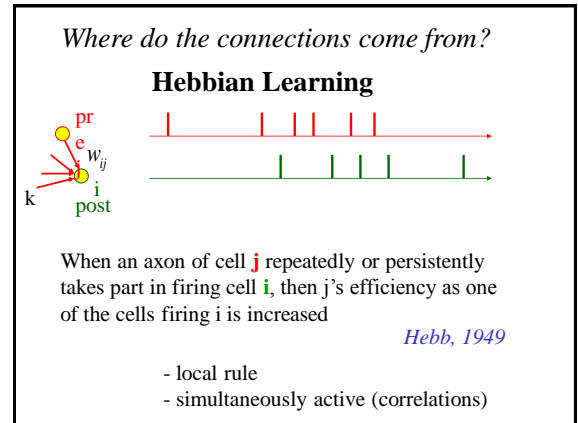 Where do the connections come from?
Hebbian Learning
pr
e
j
w_{ij}
i
k
post
When an axon of cell j repeatedly or persistently
takes part in firing cell i, then j's efficiency as one
of the cells firing i is increased
Hebb, 1949
- local rule
- simultaneously active (correlations)